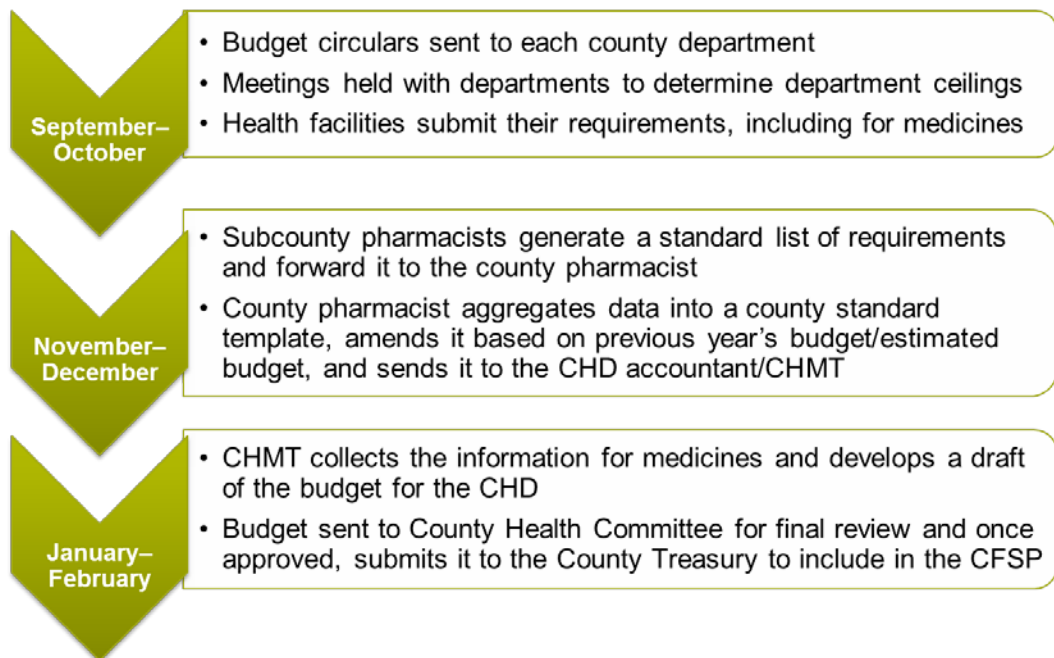 September–
October
• Budget circulars sent to each county department
• Meetings held with departments to determine department ceilings
• Health facilities submit their requirements, including for medicines
November–
December
• Subcounty pharmacists generate a standard list of requirements
and forward it to the county pharmacist
• County pharmacist aggregates data into a county standard
template, amends it based on previous year's budget/estimated
budget, and sends it to the CHD accountant/CHMT
January–
February
• CHMT collects the information for medicines and develops a draft
of the budget for the CHD
• Budget sent to County Health Committee for final review and once
approved, submits it to the County Treasury to include in the CFSP